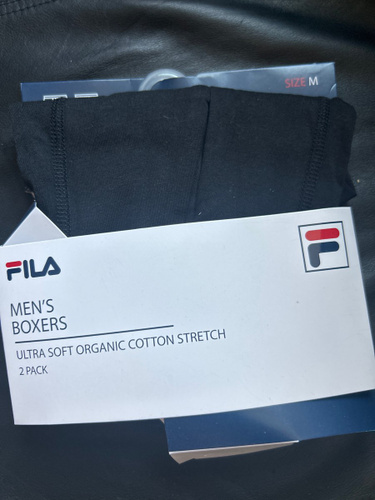 SIZE M
FILA
F
MEN'S
BOXERS
ULTRA SOFT ORGANIC COTTON STRETCH
2 PACK